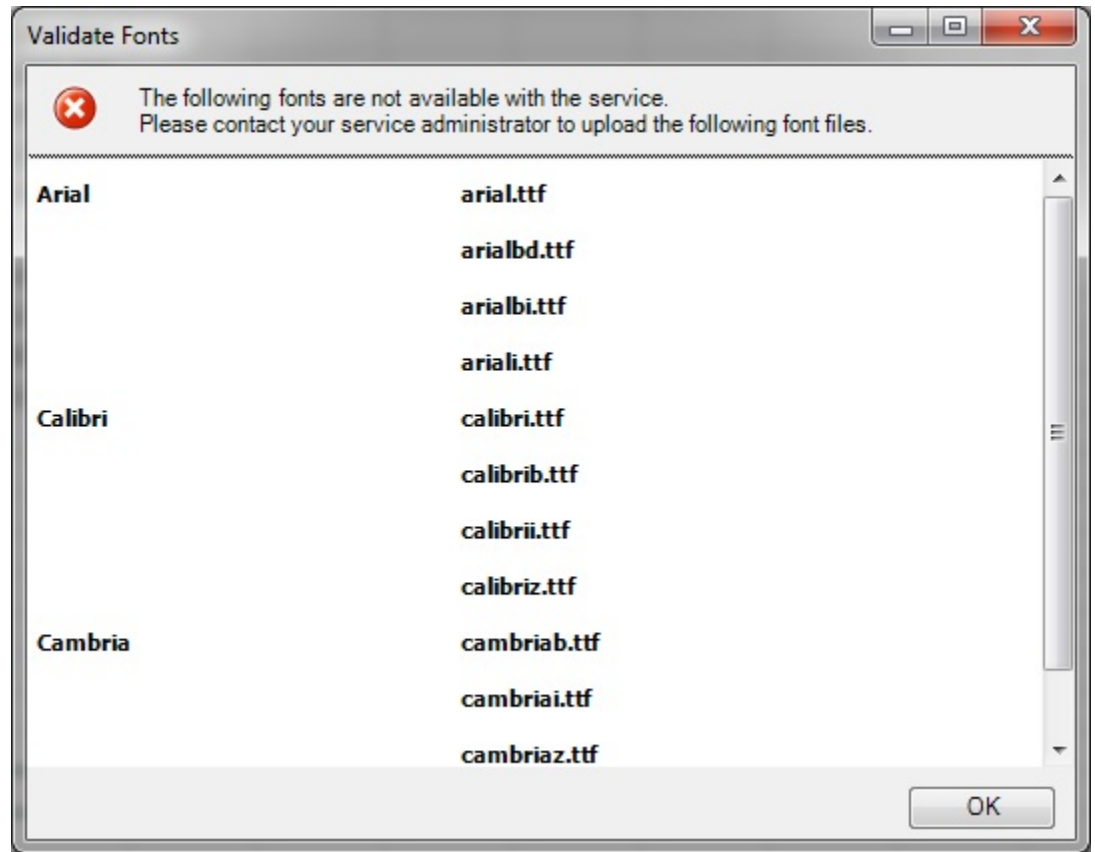 Validate Fonts
The following fonts are not available with the service.
Please contact your service administrator to upload the following font files.
Arial arial.ttf
arialbd.ttf
arialbi.ttf
ariali.ttf
Calibri calibri.ttf
calibrib.ttf
calibrii.ttf
calibriz.ttf
Cambria cambriab.ttf
cambriai.ttf
cambriaz.ttf
OK